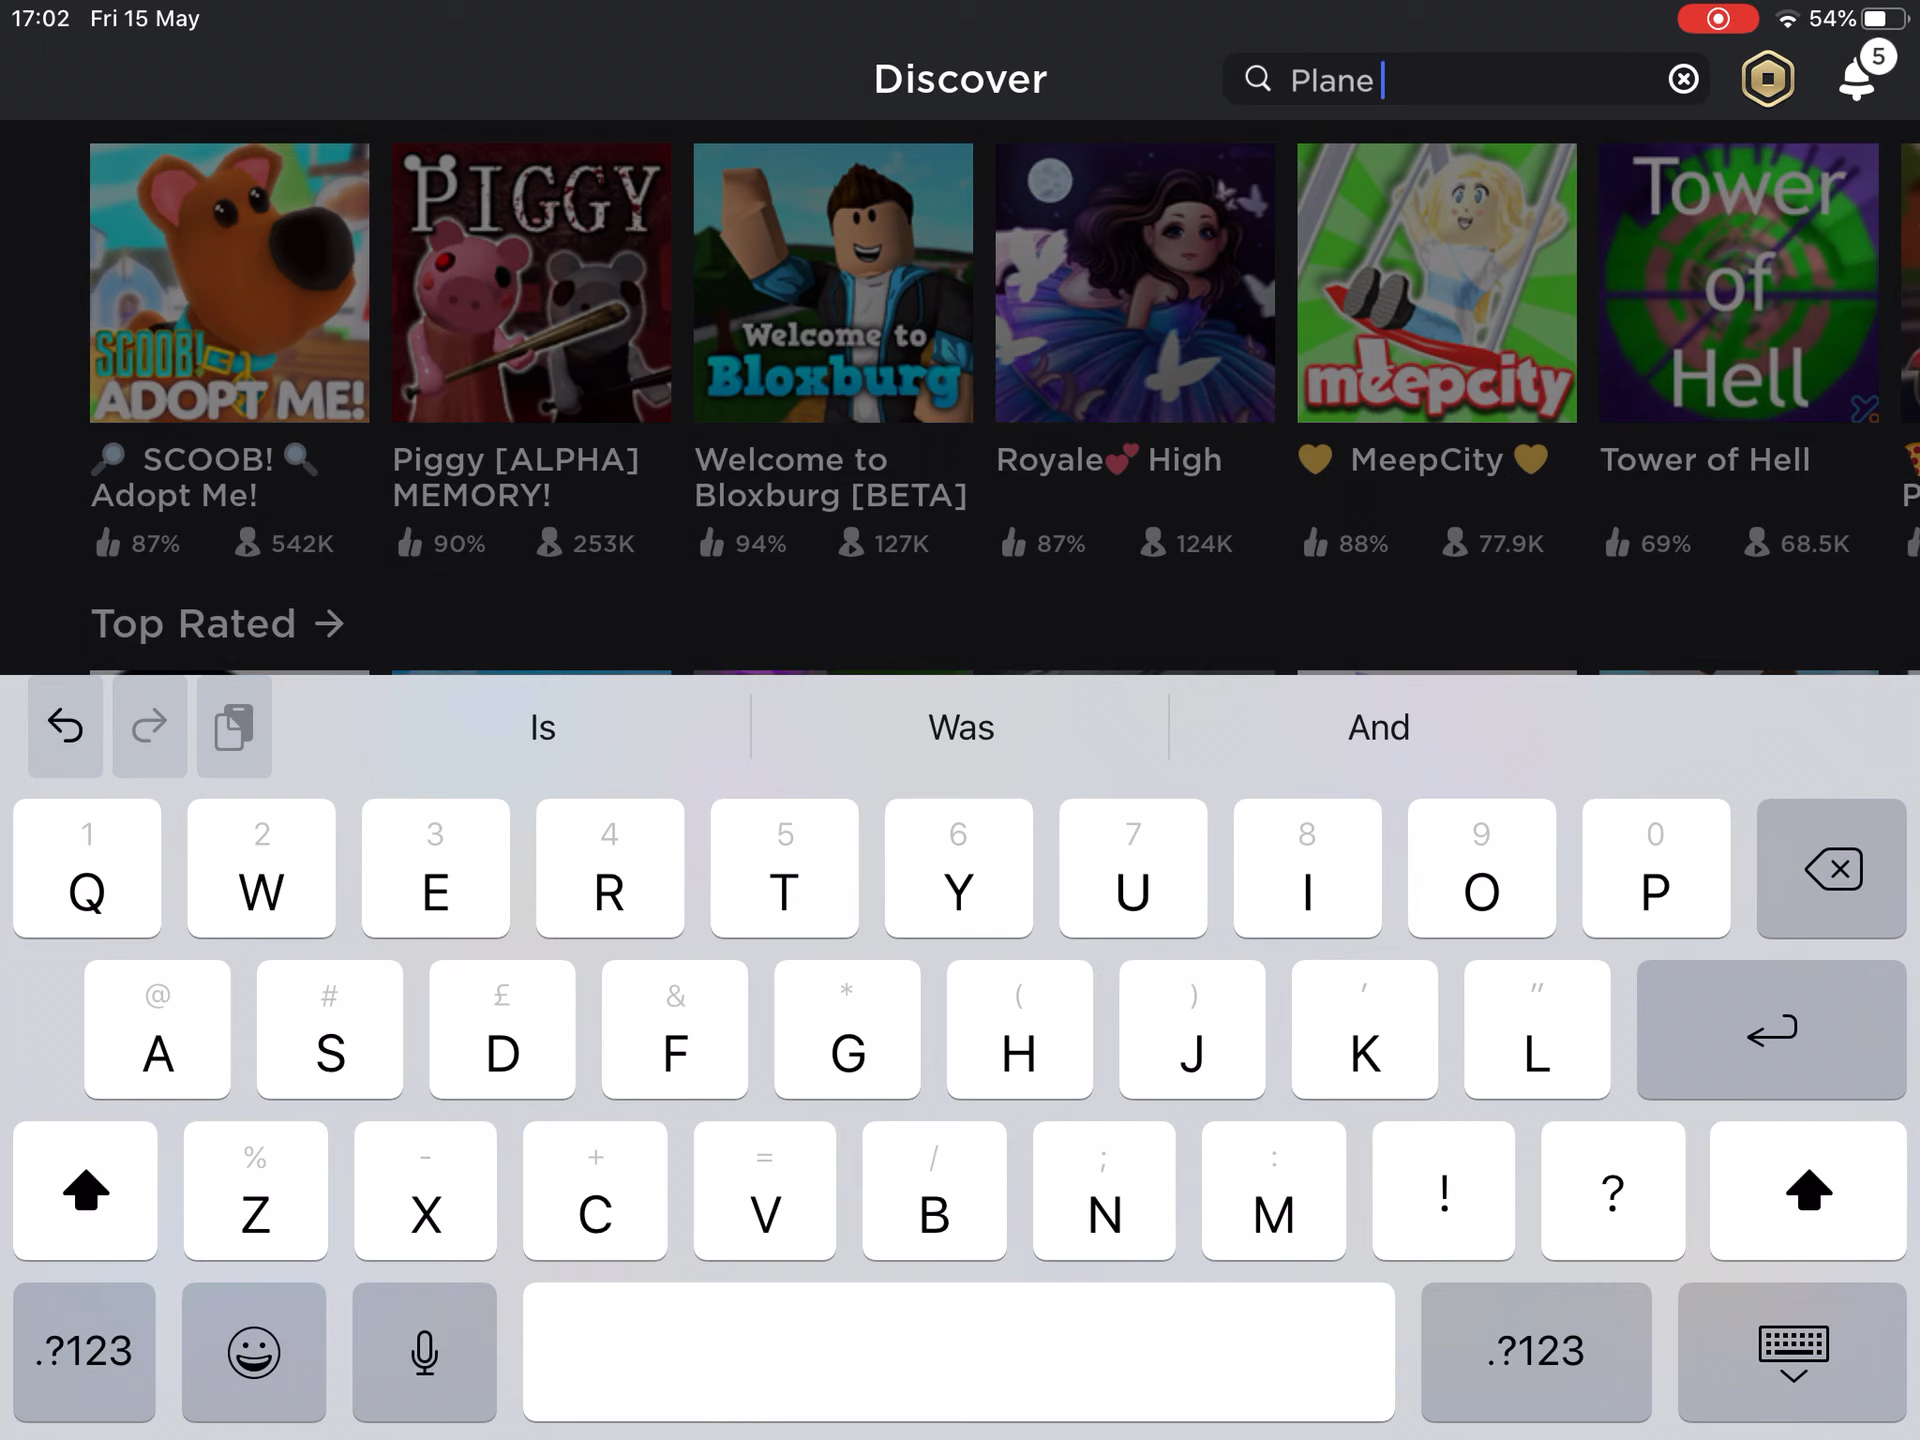 17:02 Fri 15 May 54%
Discover Plane 5
SCOOB!
ADOPT ME!
PIGGY
Welcome to
Bloxburg
meepcity
Tower
of
Hell
SCOOB!
Adopt Me!
87% 542K
Piggy [ALPHA]
MEMORY!
90% 253K
Welcome to
Bloxburg [BETA]
94% 127K
Royale High
87% 124K
MeepCity
88% 77.9K
Tower of Hell
69% 68.5K
P
Top Rated →
Is Was And
1 2 3 4 5 6 7 8 9 0
Q W E R T Y U I O P
@ # £ & * ( ) ' "
A S D F G H J K L
% - + = / ; :
Z X C V B N M ! ?
.?123 .?123